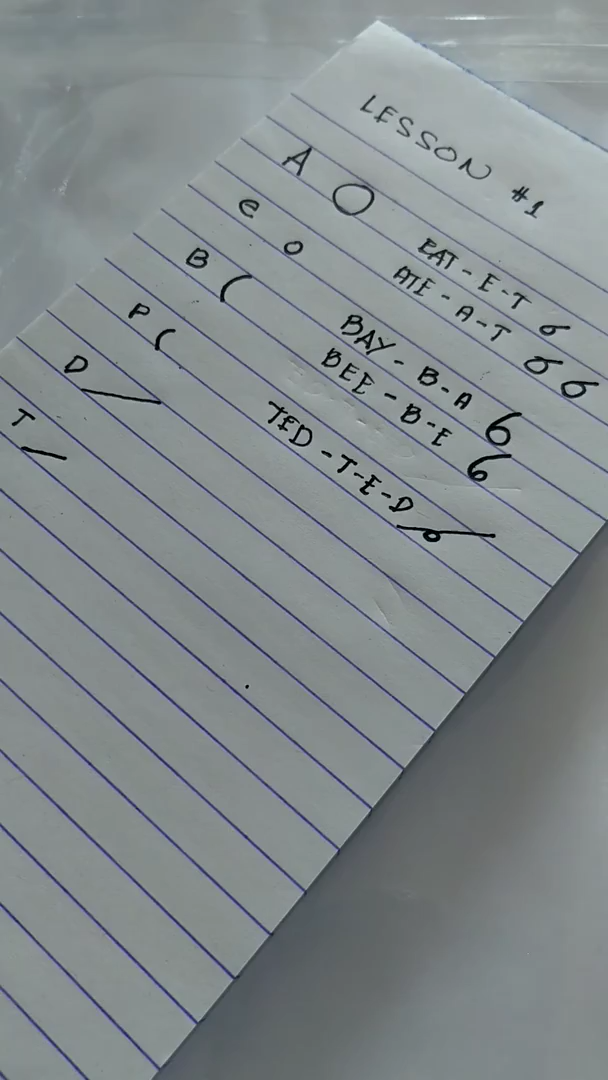 LESSON #1
A
e
B
P
D
T
EAT - E-T
ATE - A-T
BAY - B-A
BEE - B-E
TED - T-E-D